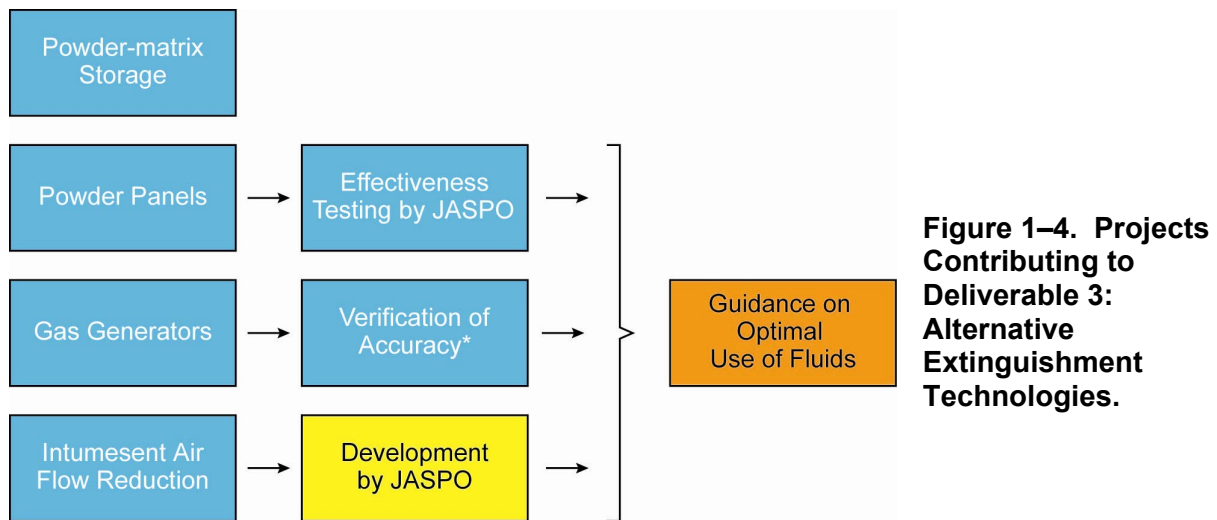 Powder-matrix
Storage
Powder Panels
Effectiveness
Testing by JASPO
Gas Generators
Verification of
Accuracy*
Intumesent Air
Flow Reduction
Development
by JASPO
Guidance on
Optimal
Use of Fluids
Figure 1–4. Projects
Contributing to
Deliverable 3:
Alternative
Extinguishment
Technologies.